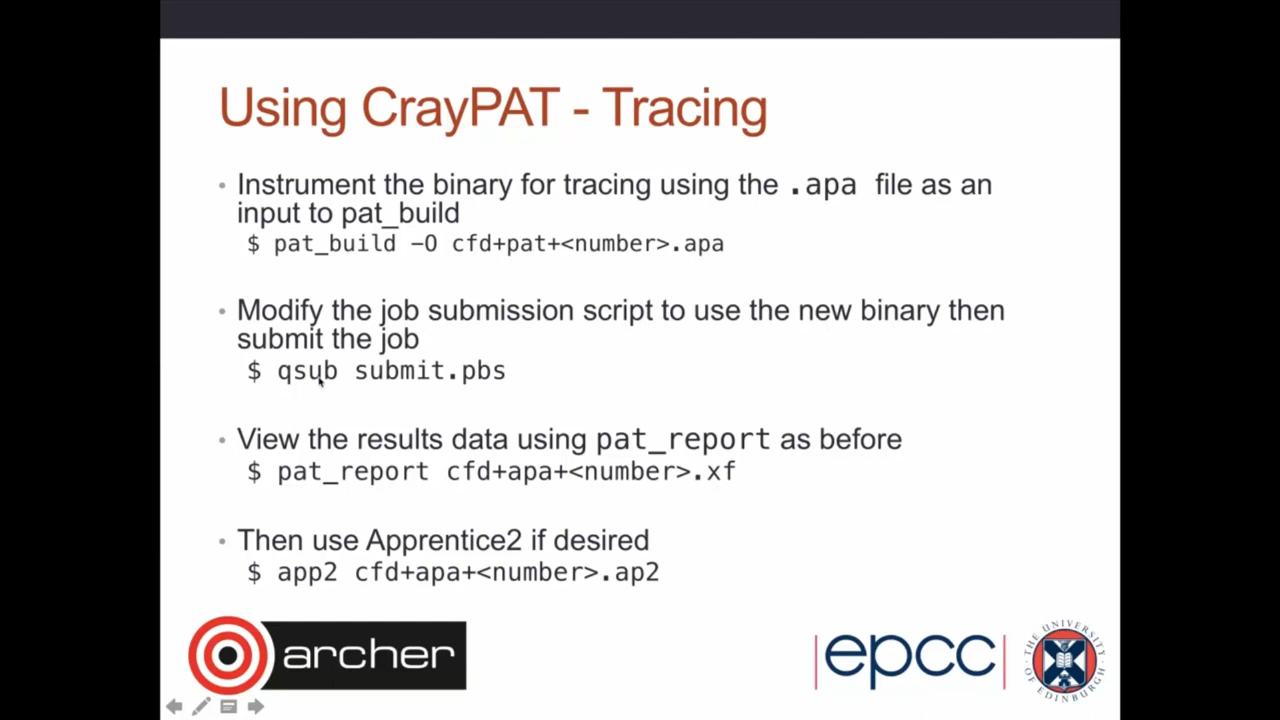 Using CrayPAT - Tracing
• Instrument the binary for tracing using the .apa file as an
input to pat_build
$ pat_build -O cfd+pat+<number>.apa
• Modify the job submission script to use the new binary then
submit the job
$ qsub submit.pbs
• View the results data using pat_report as before
$ pat_report cfd+apa+<number>.xf
• Then use Apprentice2 if desired
$ app2 cfd+apa+<number>.ap2
archer
epcc
THE UNIVERSITY
OF EDINBURGH